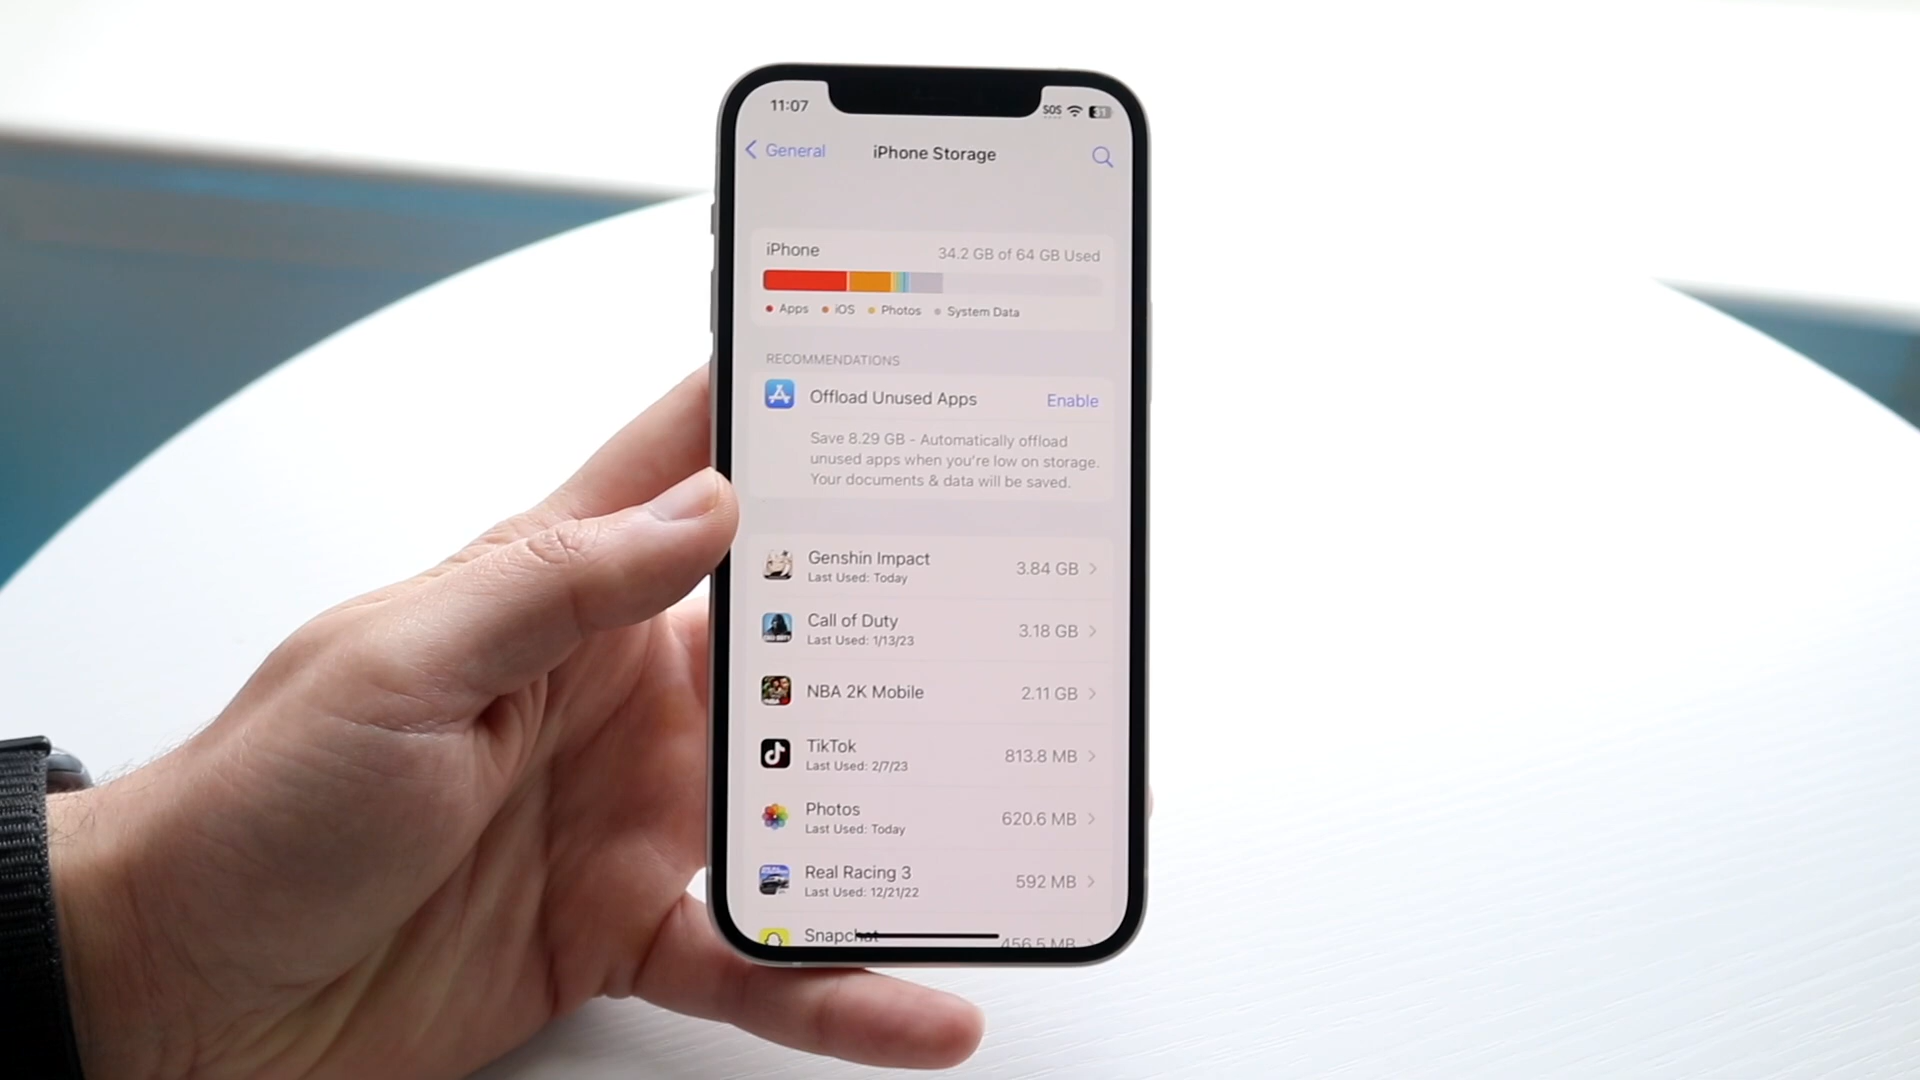 11:07
SOS
31
General
iPhone Storage
iPhone
34.2 GB of 64 GB Used
Apps
iOS
Photos
System Data
RECOMMENDATIONS
Offload Unused Apps
Enable
Save 8.29 GB - Automatically offload
unused apps when you're low on storage.
Your documents & data will be saved.
Genshin Impact
Last Used: Today
3.84 GB
Call of Duty
Last Used: 1/13/23
3.18 GB
NBA 2K Mobile
2.11 GB
TikTok
Last Used: 2/7/23
813.8 MB
Photos
Last Used: Today
620.6 MB
Real Racing 3
Last Used: 12/21/22
592 MB
Snapchat
456.5 MB